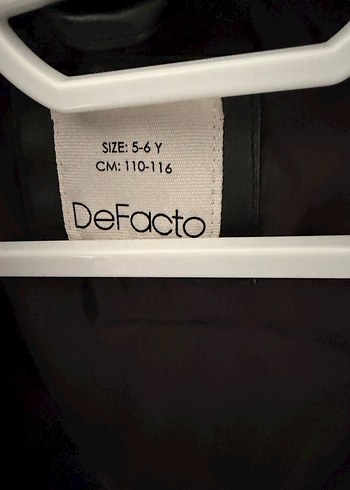 SIZE: 5-6 Y
CM: 110-116
DeFacto